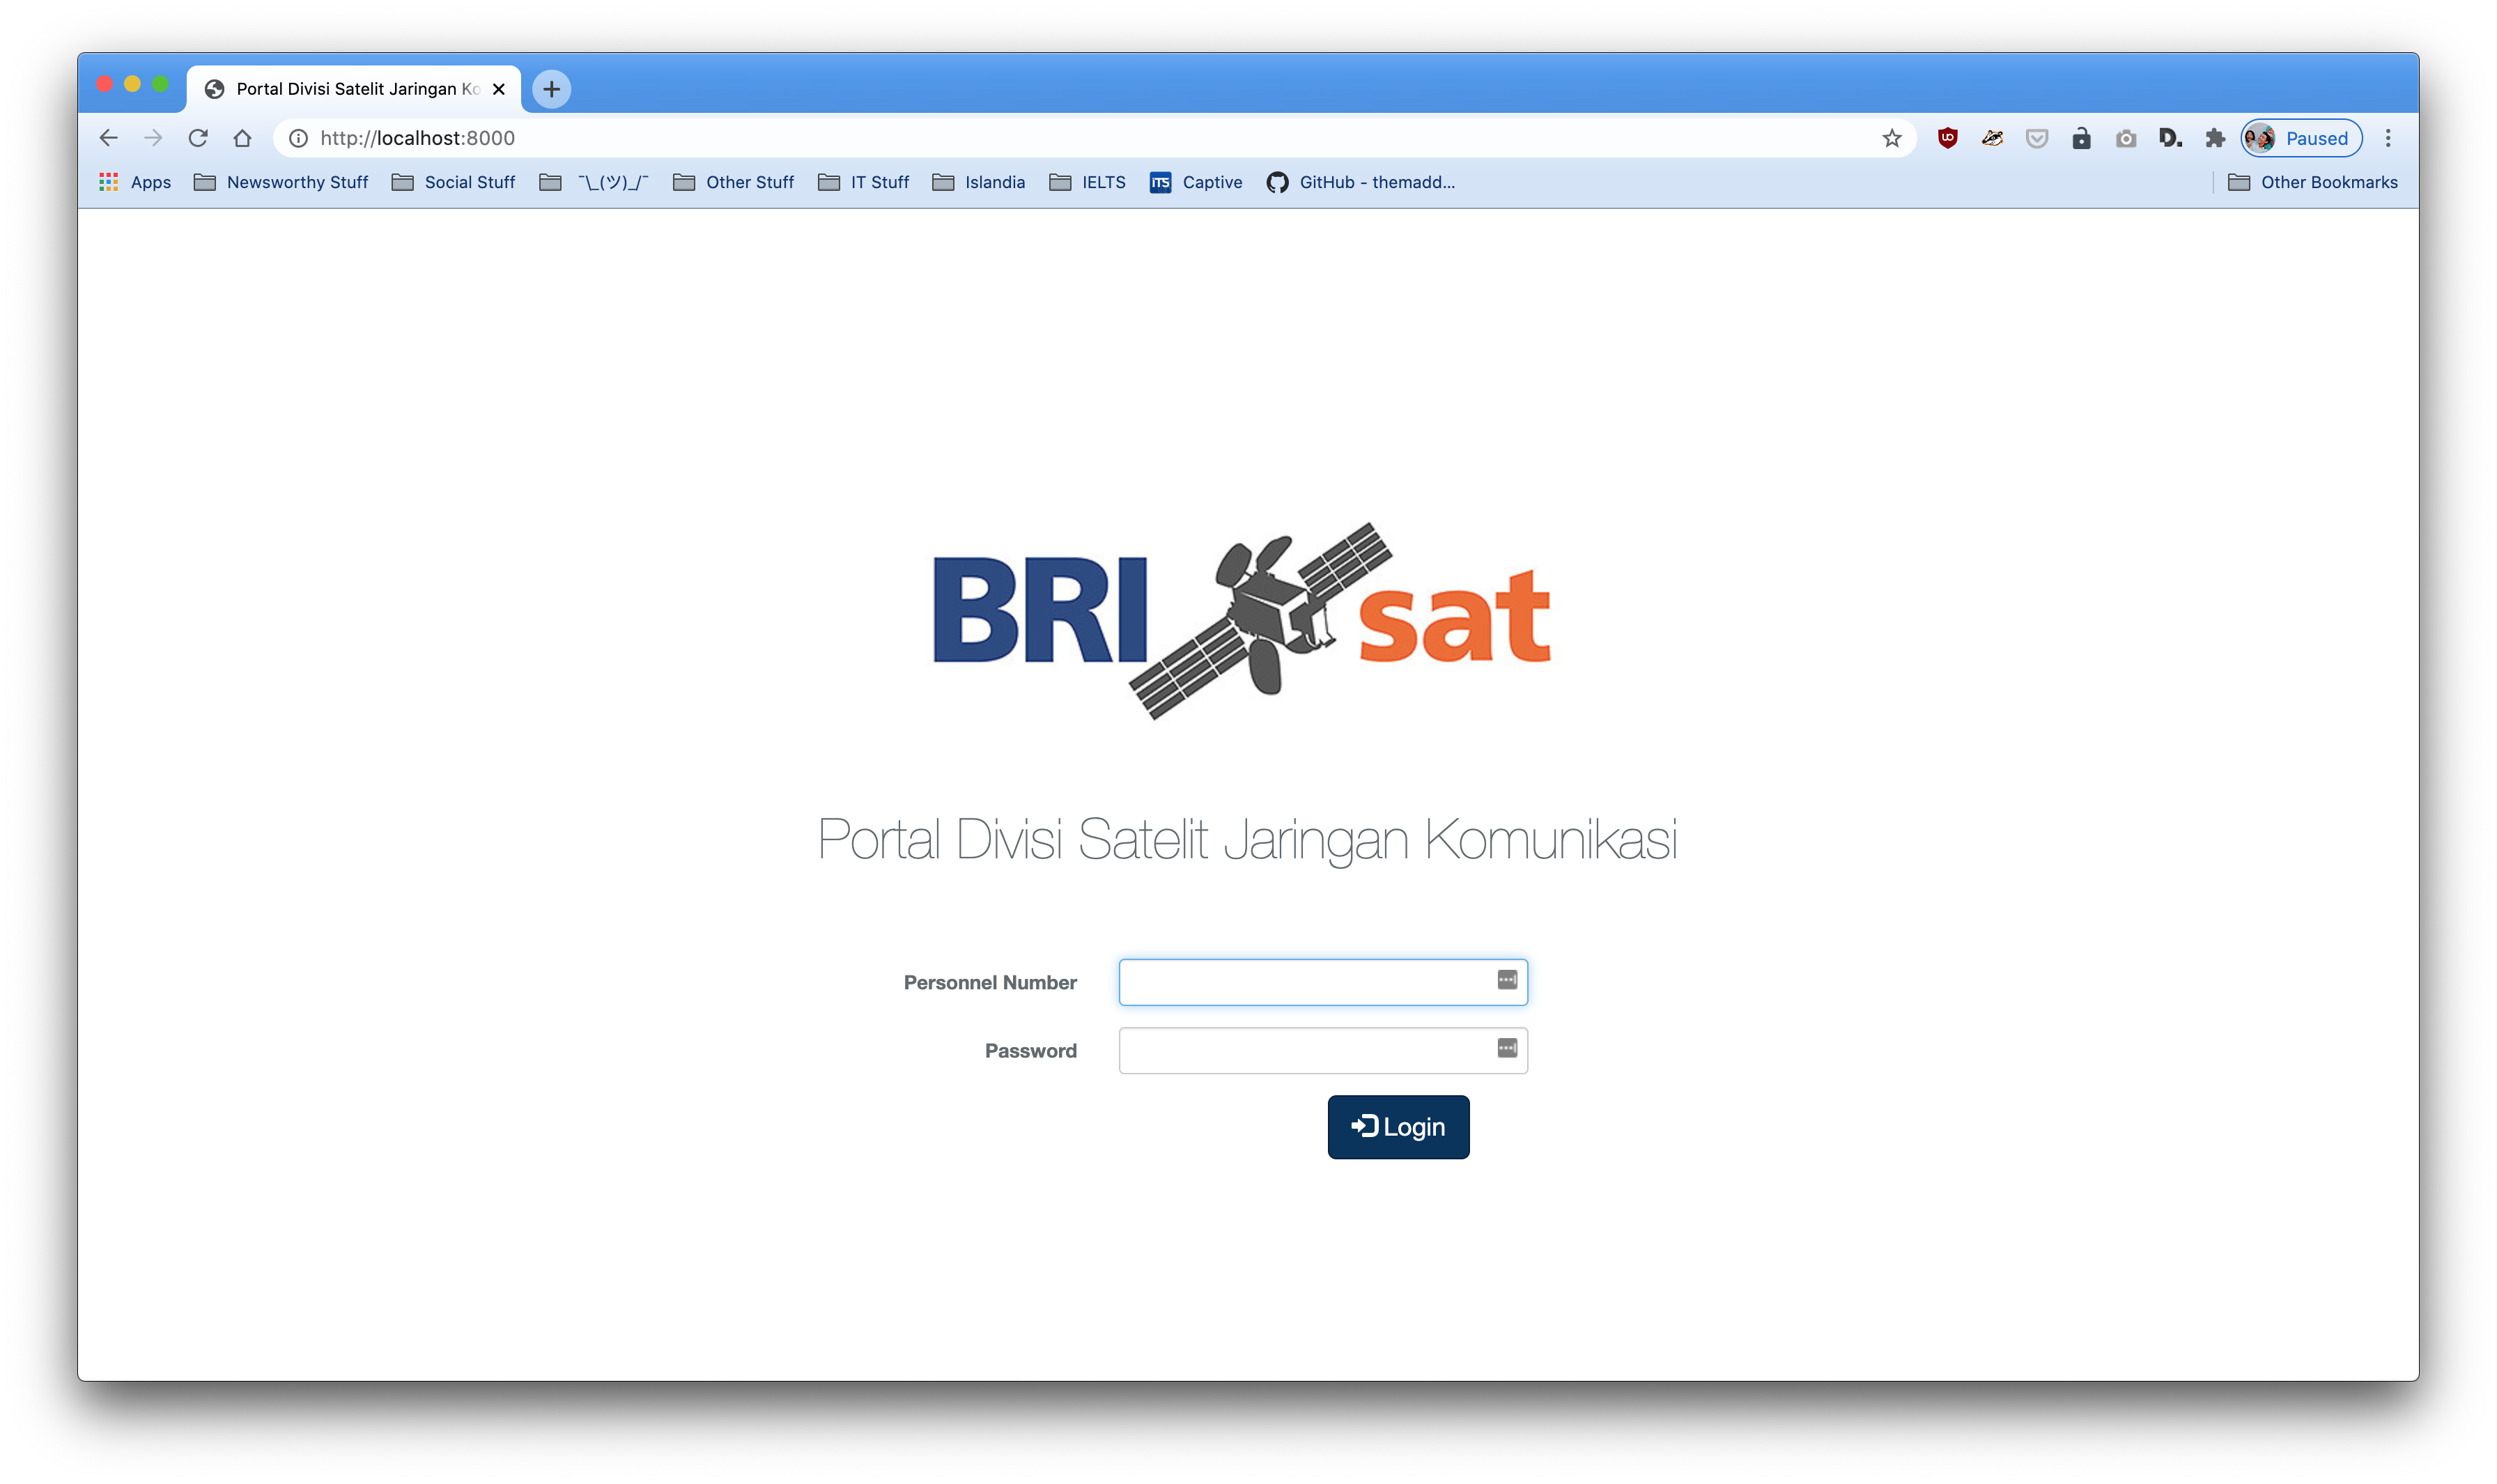 Portal Divisi Satelit Jaringan Ko
http://localhost:8000
Paused
Apps
Newsworthy Stuff
Social Stuff
¯\_(ツ)_/¯
Other Stuff
IT Stuff
Islandia
IELTS
ITS
Captive
GitHub - themadd...
Other Bookmarks
BRI sat
Portal Divisi Satelit Jaringan Komunikasi
Personnel Number
Password
Login